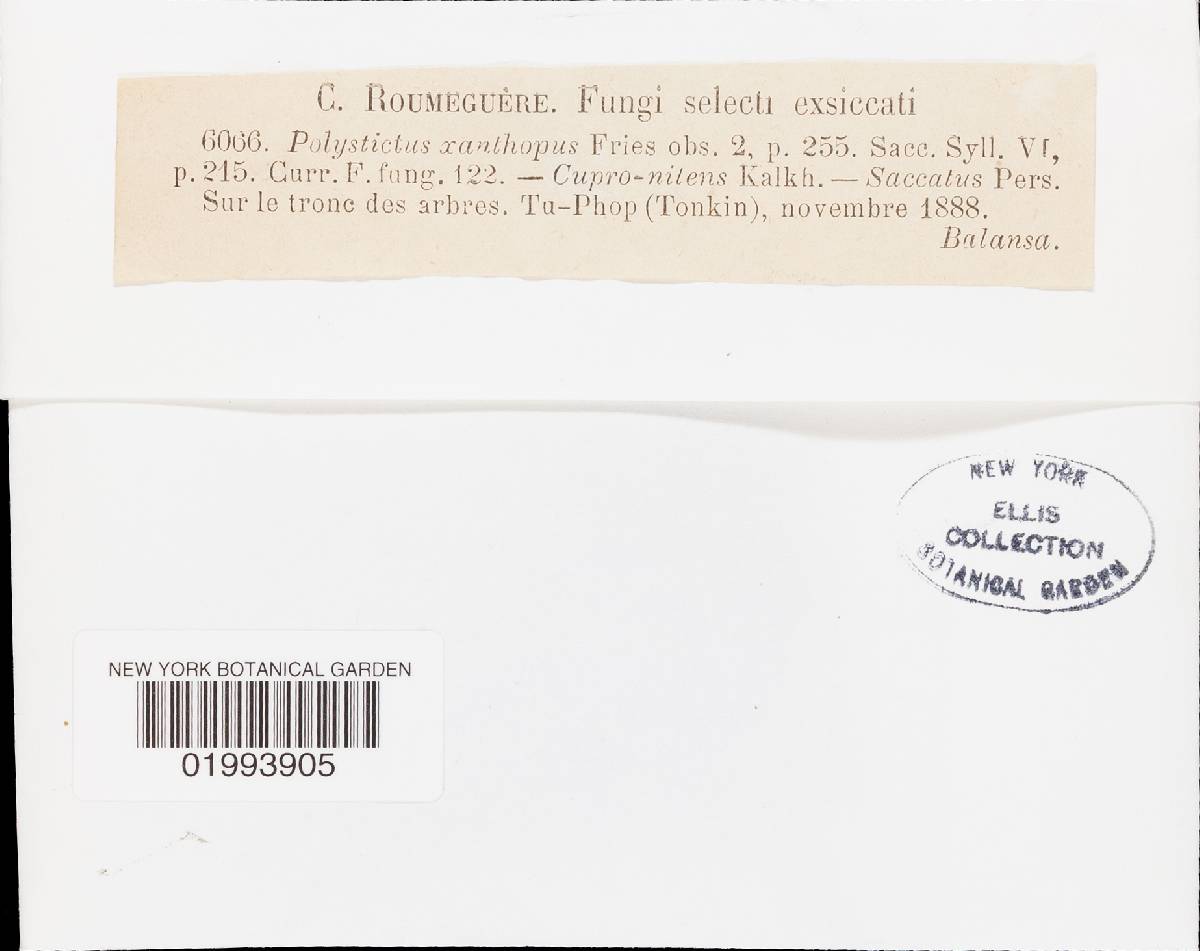 C. ROUMEGUÈRE. Fungi selecti exsiccati
6066. Polystictus xanthopus Fries obs. 2, p. 255. Sacc. Syll. VI,
p. 215. Curr. F. fung. 122. — Cupro-nitens Kalkh. — Saccatus Pers.
Sur le tronc des arbres. Tu-Phop (Tonkin), novembre 1888.
Balansa.
NEW YORK
ELLIS
COLLECTION
BOTANICAL GARDEN
NEW YORK BOTANICAL GARDEN
01993905